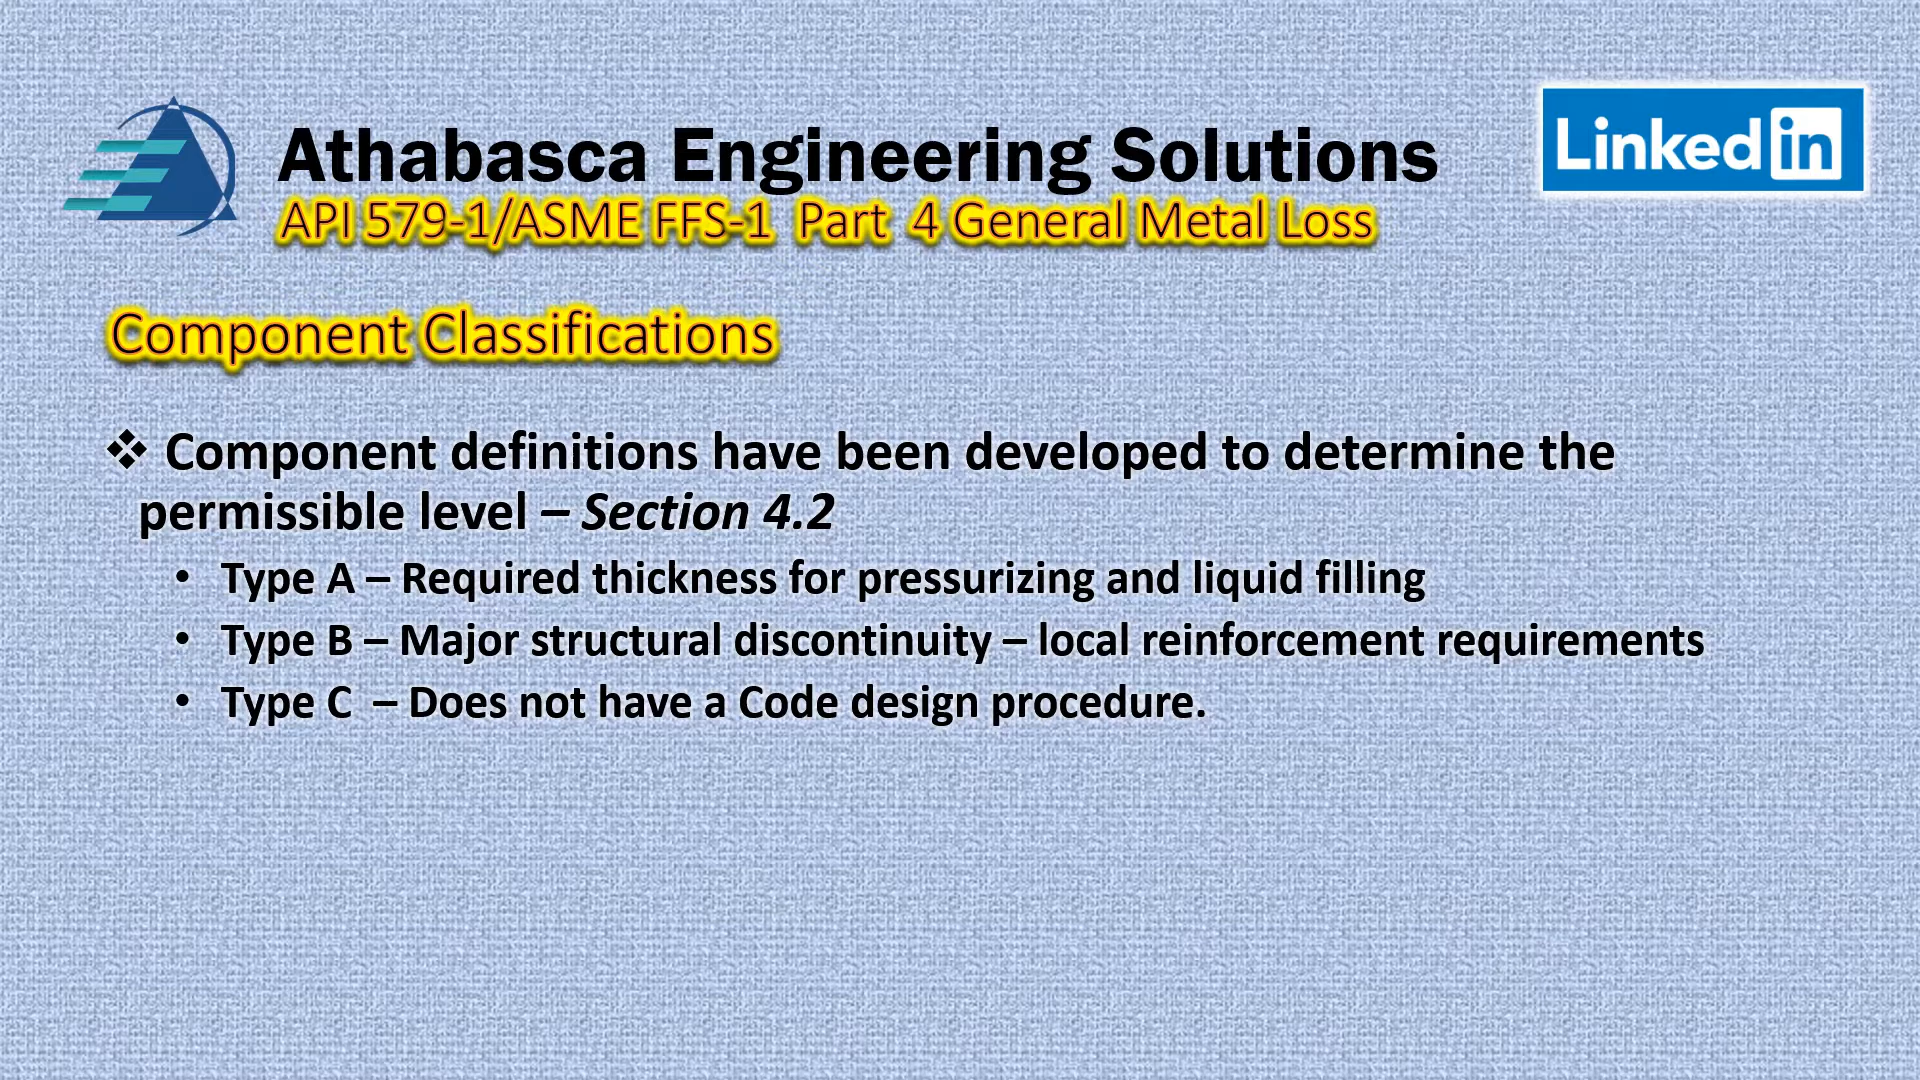 Athabasca Engineering Solutions
Linked in
API 579-1/ASME FFS-1  Part  4 General Metal Loss
Component Classifications
❖ Component definitions have been developed to determine the
permissible level – Section 4.2
• Type A – Required thickness for pressurizing and liquid filling
• Type B – Major structural discontinuity – local reinforcement requirements
• Type C  – Does not have a Code design procedure.